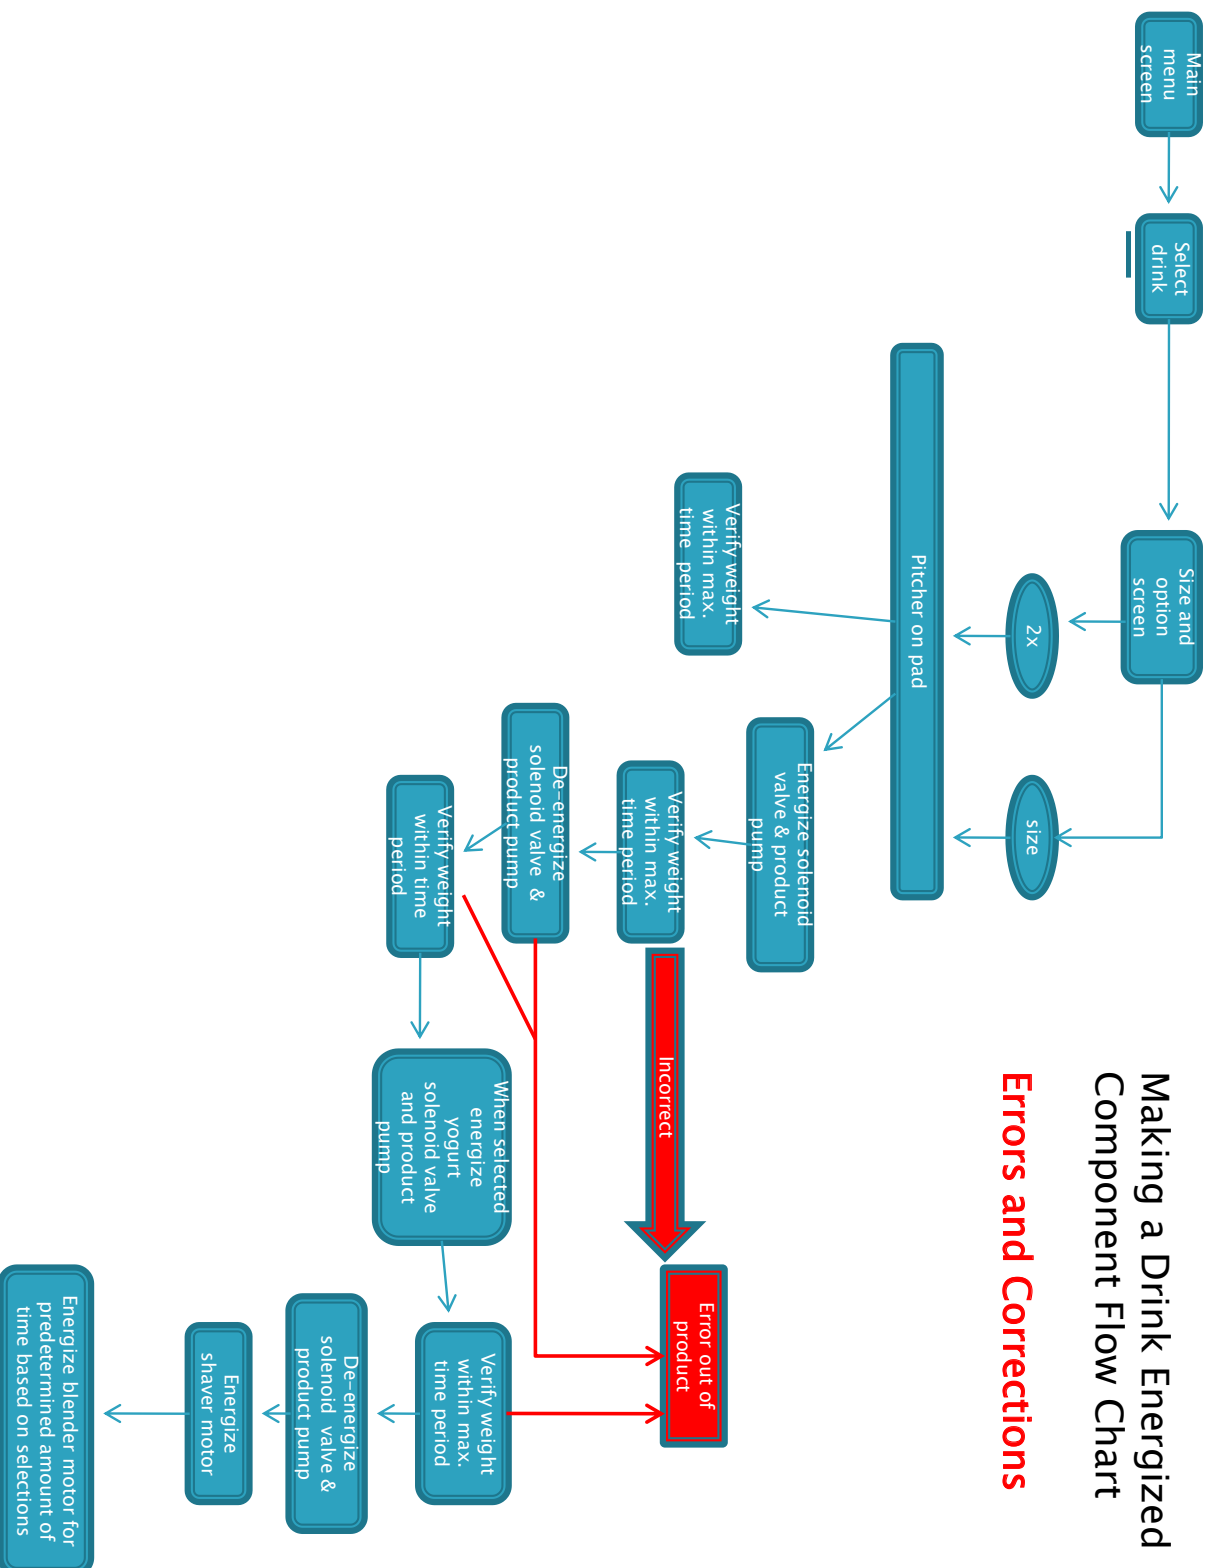 Making a Drink Energized
Component Flow Chart
Errors and Corrections
Main
menu
screen
Select
drink
Size and
option
screen
2x
size
Pitcher on pad
Verify weight
within max.
time period
Energize solenoid
valve & product
pump
Verify weight
within max.
time period
Incorrect
Error out of
product
De-energize
solenoid valve &
product pump
Verify weight
within time
period
When selected
energize
yogurt
solenoid valve
and product
pump
Verify weight
within max.
time period
De-energize
solenoid valve &
product pump
Energize
shaver motor
Energize blender motor for
predetermined amount of
time based on selections